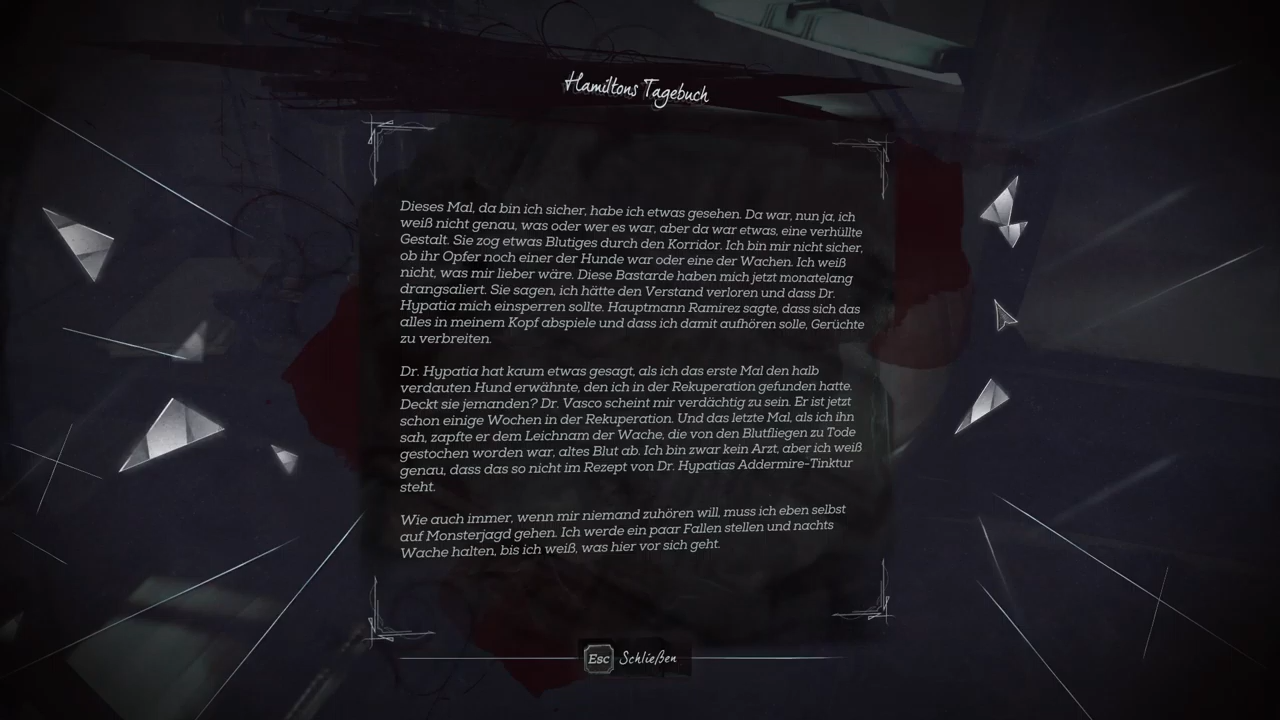 Hamiltons Tagebuch
Dieses Mal, da bin ich sicher, habe ich etwas gesehen. Da war, nun ja, ich
weiß nicht genau, was oder wer es war, aber da war etwas, eine verhüllte
Gestalt. Sie zog etwas Blutiges durch den Korridor. Ich bin mir nicht sicher,
ob ihr Opfer noch einer der Hunde war oder eine der Wachen. Ich weiß
nicht, was mir lieber wäre. Diese Bastarde haben mich jetzt monatelang
drangsaliert. Sie sagen, ich hätte den Verstand verloren und dass Dr.
Hypatia mich einsperren sollte. Hauptmann Ramirez sagte, dass sich das
alles in meinem Kopf abspiele und dass ich damit aufhören solle, Gerüchte
zu verbreiten.
Dr. Hypatia hat kaum etwas gesagt, als ich das erste Mal den halb
verdauten Hund erwähnte, den ich in der Rekuperation gefunden hatte.
Deckt sie jemanden? Dr. Vasco scheint mir verdächtig zu sein. Er ist jetzt
schon einige Wochen in der Rekuperation. Und das letzte Mal, als ich ihn
sah, zapfte er dem Leichnam der Wache, die von den Blutfliegen zu Tode
gestochen worden war, altes Blut ab. Ich bin zwar kein Arzt, aber ich weiß
genau, dass das so nicht im Rezept von Dr. Hypatias Addermire-Tinktur
steht.
Wie auch immer, wenn mir niemand zuhören will, muss ich eben selbst
auf Monsterjagd gehen. Ich werde ein paar Fallen stellen und nachts
Wache halten, bis ich weiß, was hier vor sich geht.
Esc Schließen